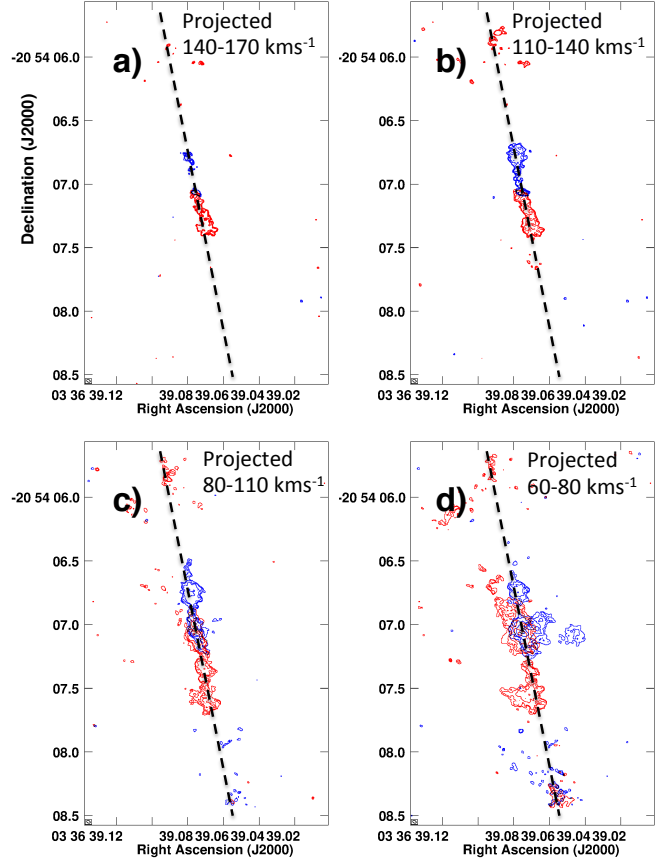 Projected
140-170 kms⁻¹
a)
-20 54 06.0
06.5
07.0
07.5
08.0
08.5
Declination (J2000)
03 36 39.12 39.08 39.06 39.04 39.02
Right Ascension (J2000)
Projected
110-140 kms⁻¹
b)
-20 54 06.0
06.5
07.0
07.5
08.0
08.5
03 36 39.12 39.08 39.06 39.04 39.02
Right Ascension (J2000)
Projected
80-110 kms⁻¹
c)
-20 54 06.0
06.5
07.0
07.5
08.0
08.5
03 36 39.12 39.08 39.06 39.04 39.02
Right Ascension (J2000)
Projected
60-80 kms⁻¹
d)
-20 54 06.0
06.5
07.0
07.5
08.0
08.5
03 36 39.12 39.08 39.06 39.04 39.02
Right Ascension (J2000)